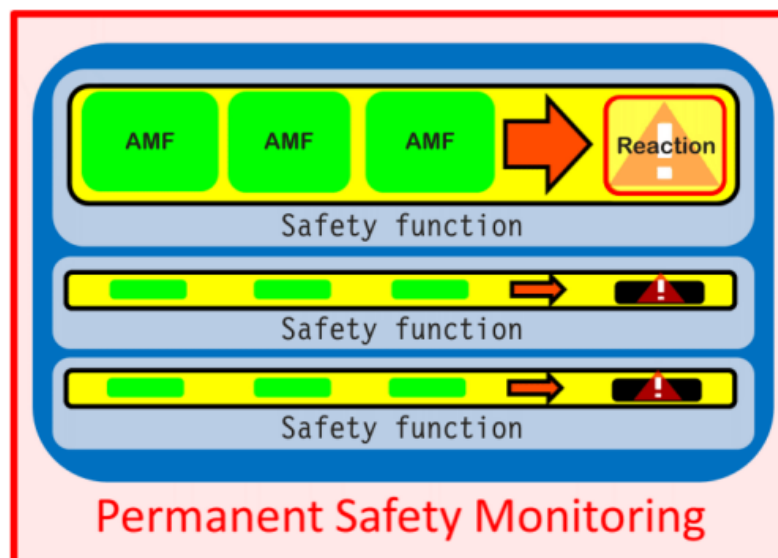 AMF AMF AMF Reaction
Safety function
Safety function
Safety function
Permanent Safety Monitoring